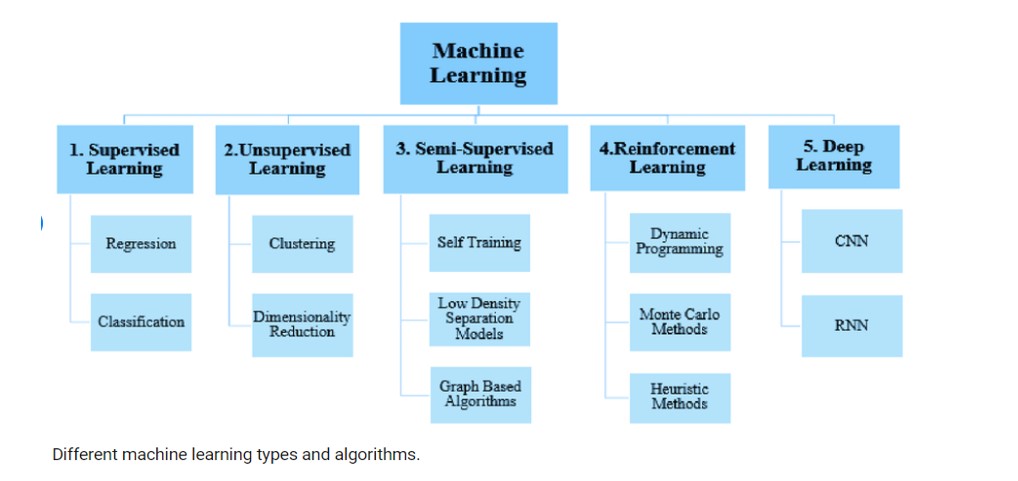 Machine
Learning
1. Supervised
Learning
2.Unsupervised
Learning
3. Semi-Supervised
Learning
4.Reinforcement
Learning
5. Deep
Learning
Regression
Classification
Clustering
Dimensionality
Reduction
Self Training
Low Density
Separation
Models
Graph Based
Algorithms
Dynamic
Programming
Monte Carlo
Methods
Heuristic
Methods
CNN
RNN
Different machine learning types and algorithms.